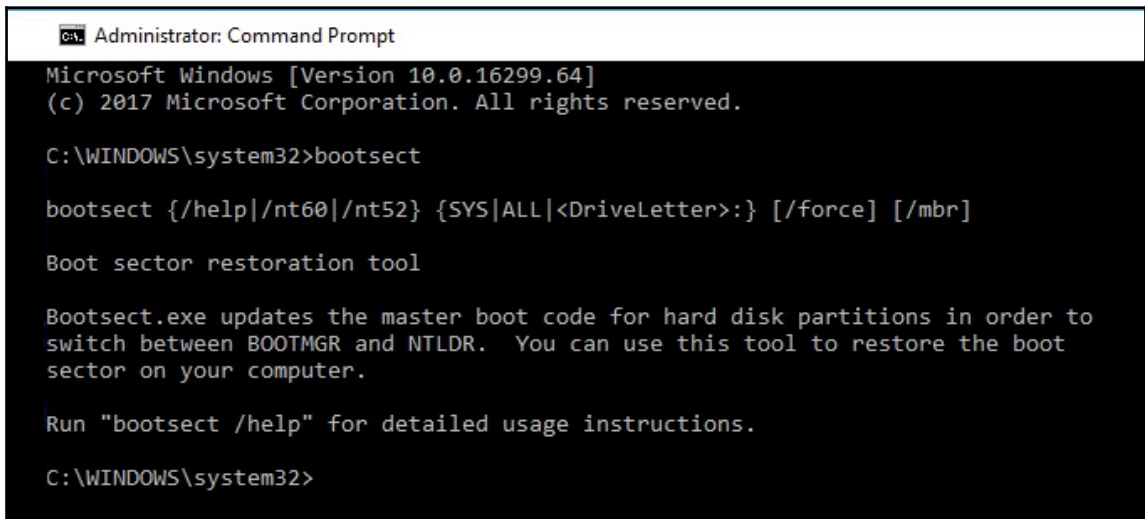 Administrator: Command Prompt
Microsoft Windows [Version 10.0.16299.64]
(c) 2017 Microsoft Corporation. All rights reserved.
C:\WINDOWS\system32>bootsect
bootsect {/help|/nt60|/nt52} {SYS|ALL|<DriveLetter>:} [/force] [/mbr]
Boot sector restoration tool
Bootsect.exe updates the master boot code for hard disk partitions in order to
switch between BOOTMGR and NTLDR.  You can use this tool to restore the boot
sector on your computer.
Run "bootsect /help" for detailed usage instructions.
C:\WINDOWS\system32>